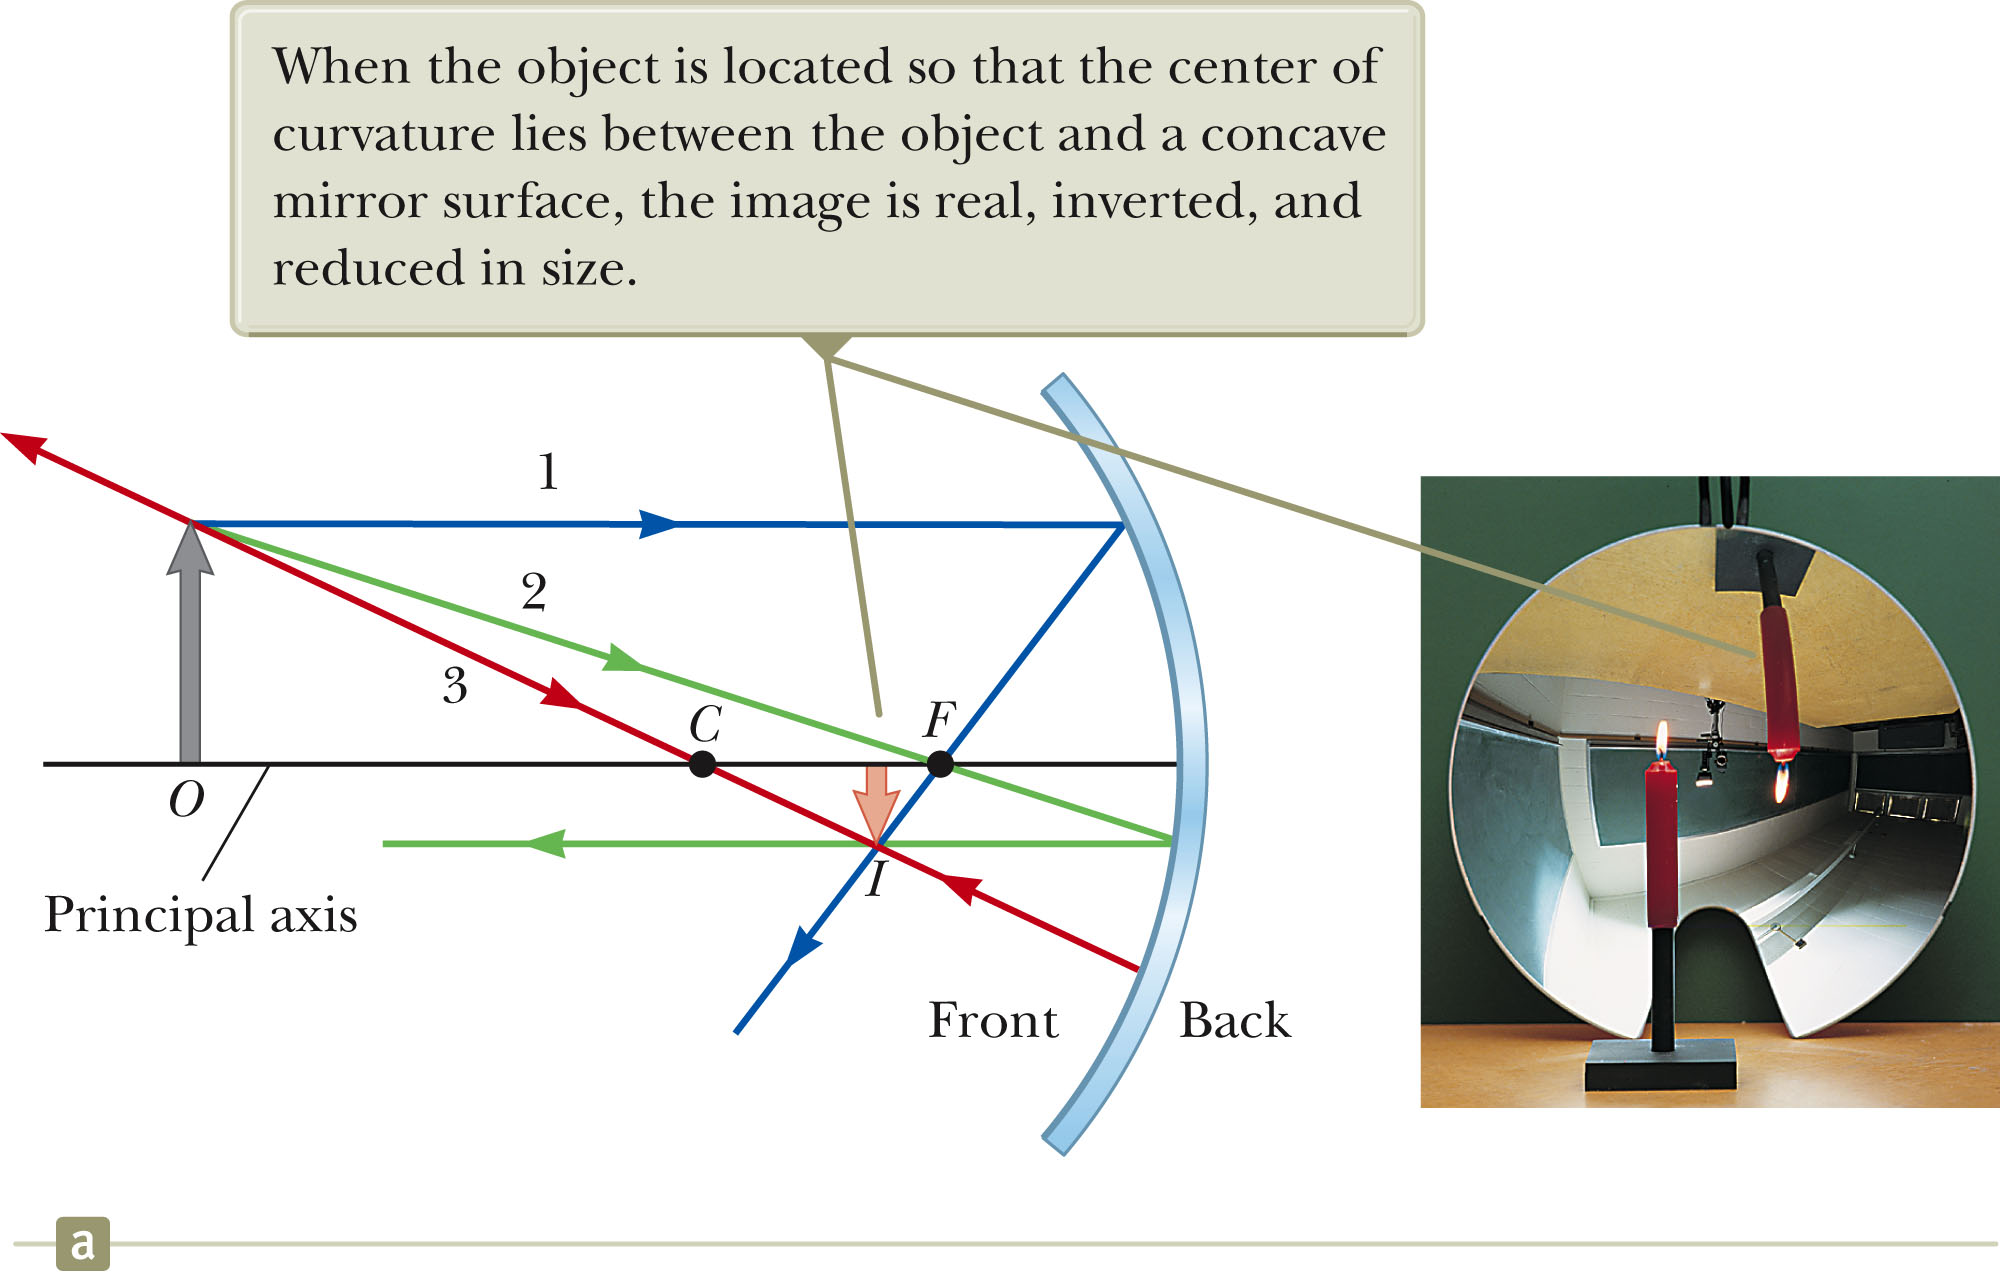 When the object is located so that the center of
curvature lies between the object and a concave
mirror surface, the image is real, inverted, and
reduced in size.
1
2
3
C
F
O
I
Principal axis
Front
Back
a